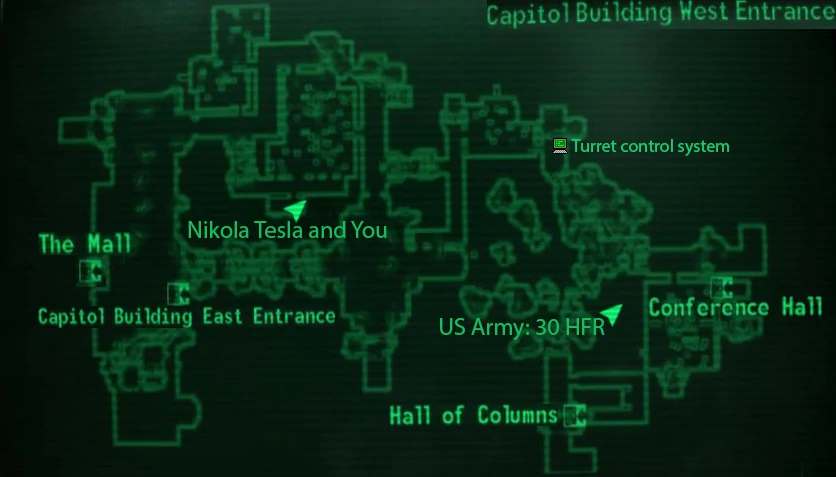 Capitol Building West Entrance
Turret control system
Nikola Tesla and You
The Mall
Conference Hall
Capitol Building East Entrance
US Army: 30 HFR
Hall of Columns